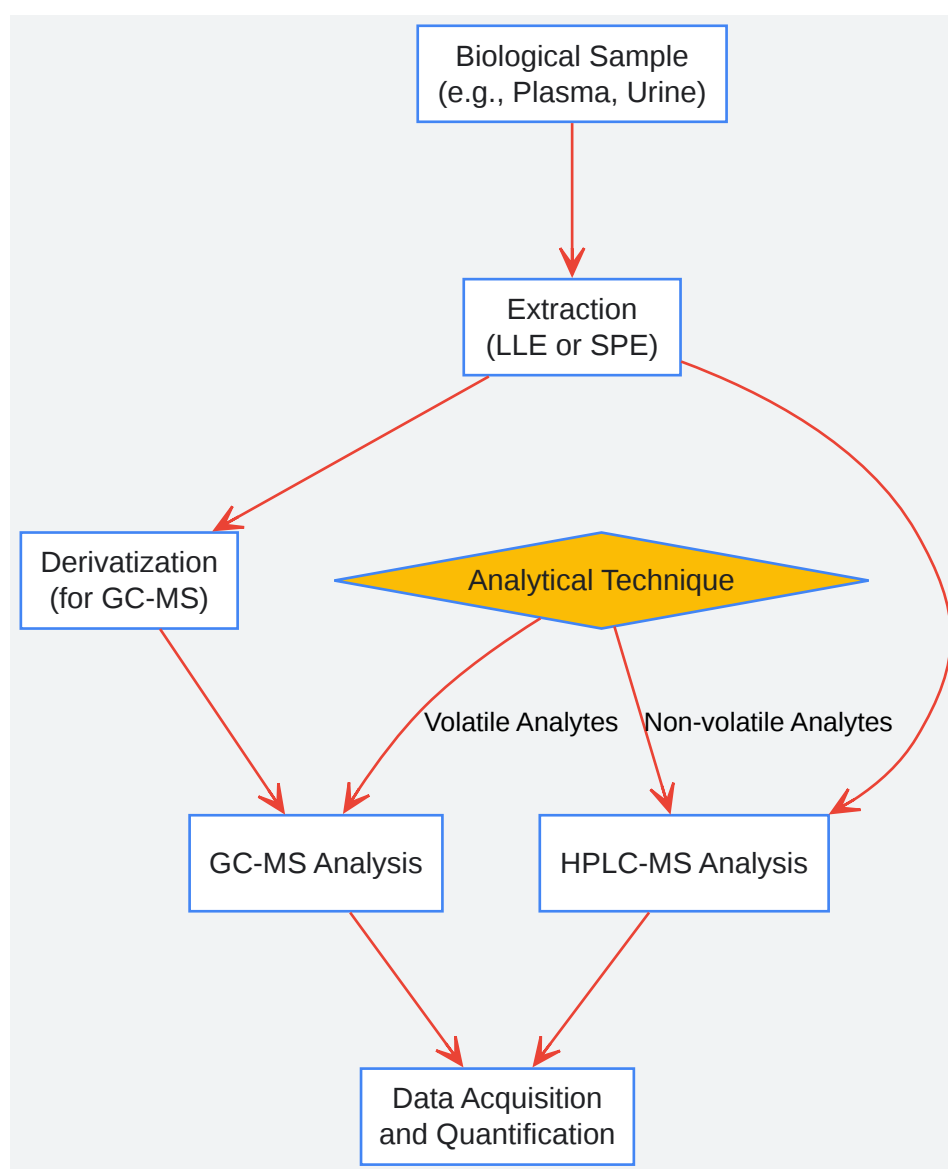 Biological Sample
(e.g., Plasma, Urine)
Extraction
(LLE or SPE)
Derivatization
(for GC-MS)
Analytical Technique
Volatile Analytes
Non-volatile Analytes
GC-MS Analysis
HPLC-MS Analysis
Data Acquisition
and Quantification